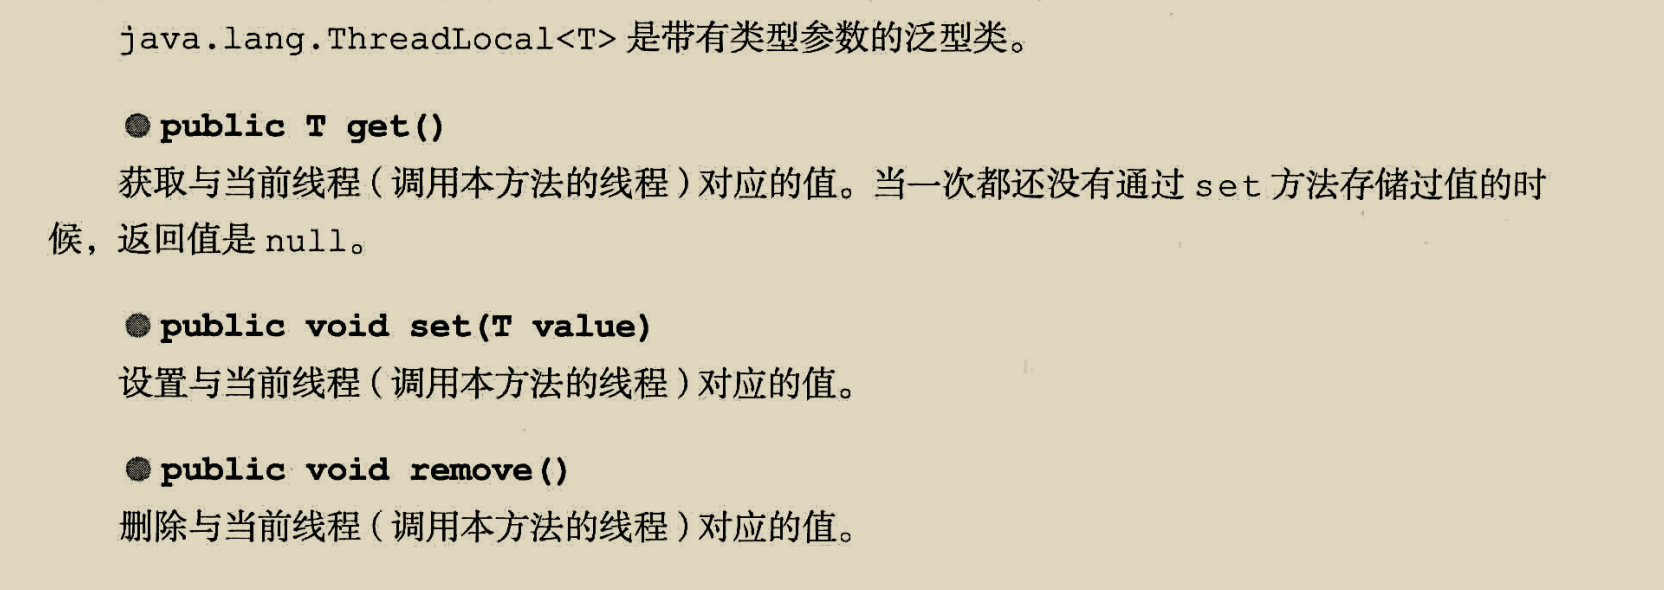 java.lang.ThreadLocal<T> 是带有类型参数的泛型类。
●public T get()
获取与当前线程（调用本方法的线程）对应的值。当一次都还没有通过 set 方法存储过值的时
候，返回值是 null。
●public void set(T value)
设置与当前线程（调用本方法的线程）对应的值。
●public void remove()
删除与当前线程（调用本方法的线程）对应的值。